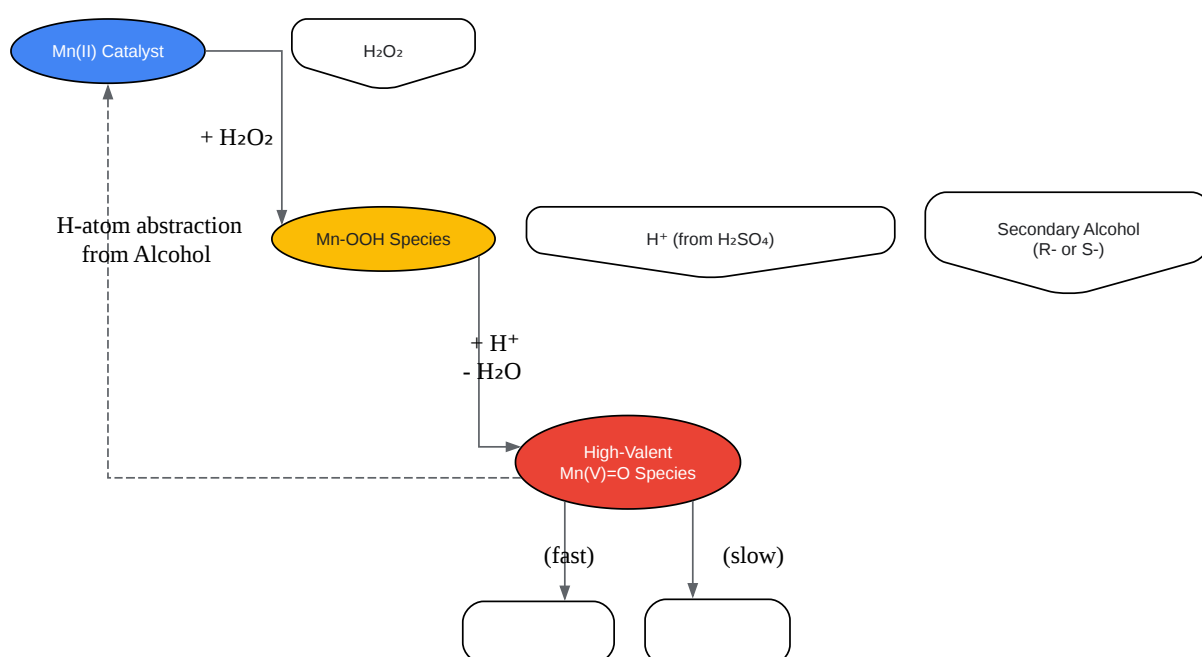 Mn(II) Catalyst
H₂O₂
+ H₂O₂
H-atom abstraction
from Alcohol
Mn-OOH Species
H⁺ (from H₂SO₄)
Secondary Alcohol
(R- or S-)
+ H⁺
- H₂O
High-Valent
Mn(V)=O Species
(fast)
(slow)